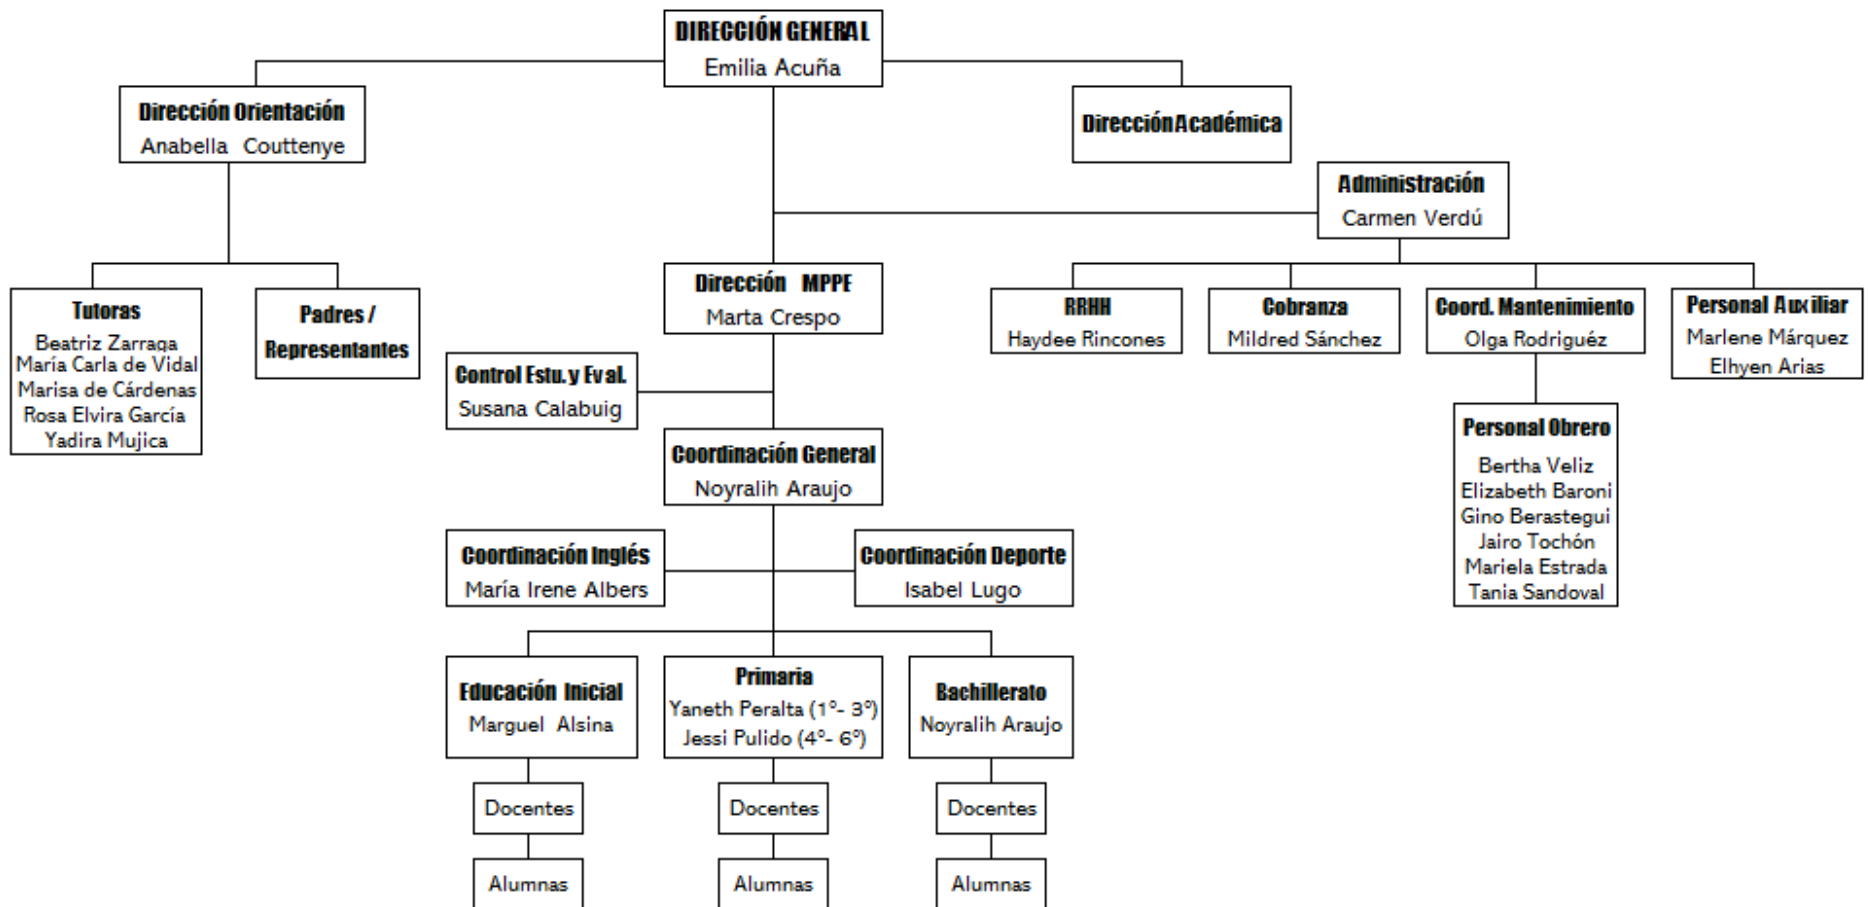 DIRECCIÓN GENERAL
Emilia Acuña
Dirección Orientación
Anabella Couttenye
Dirección Académica
Administración
Carmen Verdú
Tutoras
Beatriz Zarraga
María Carla de Vidal
Marisa de Cárdenas
Rosa Elvira García
Yadira Mujica
Padres /
Representantes
Dirección MPPE
Marta Crespo
RRHH
Haydee Rincones
Cobranza
Mildred Sánchez
Coord. Mantenimiento
Olga Rodriguéz
Personal Auxiliar
Marlene Márquez
Elhyen Arias
Control Estu. y Eval.
Susana Calabuig
Personal Obrero
Bertha Veliz
Elizabeth Baroni
Gino Berastegui
Jairo Tochón
Mariela Estrada
Tania Sandoval
Coordinación General
Noyralih Araujo
Coordinación Inglés
María Irene Albers
Coordinación Deporte
Isabel Lugo
Educación Inicial
Marguel Alsina
Primaria
Yaneth Peralta (1º- 3º)
Jessi Pulido (4º- 6º)
Bachillerato
Noyralih Araujo
Docentes
Docentes
Docentes
Alumnas
Alumnas
Alumnas